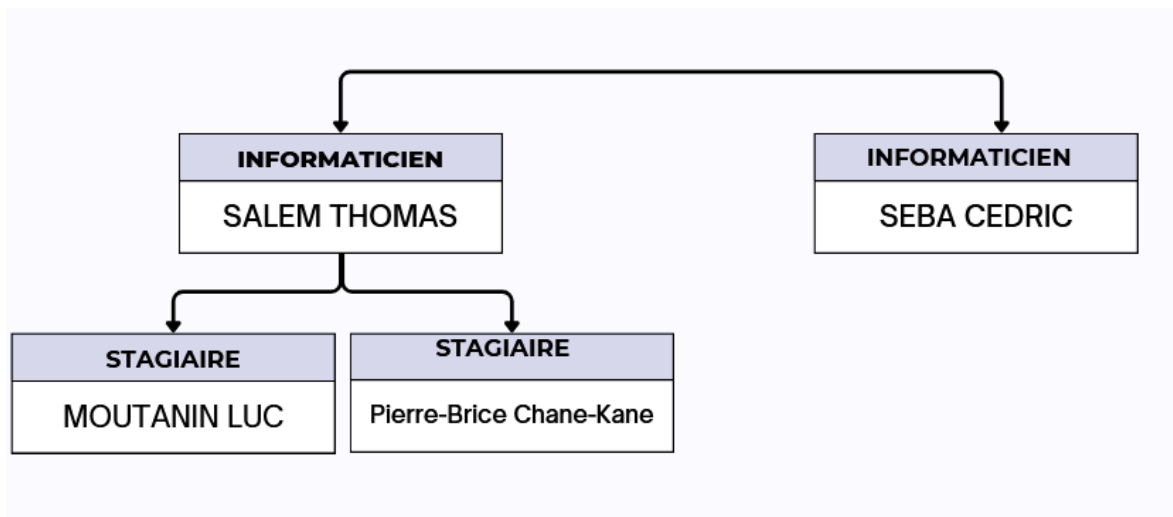 INFORMATICIEN
SALEM THOMAS
INFORMATICIEN
SEBA CEDRIC
STAGIAIRE
MOUTANIN LUC
STAGIAIRE
Pierre-Brice Chane-Kane